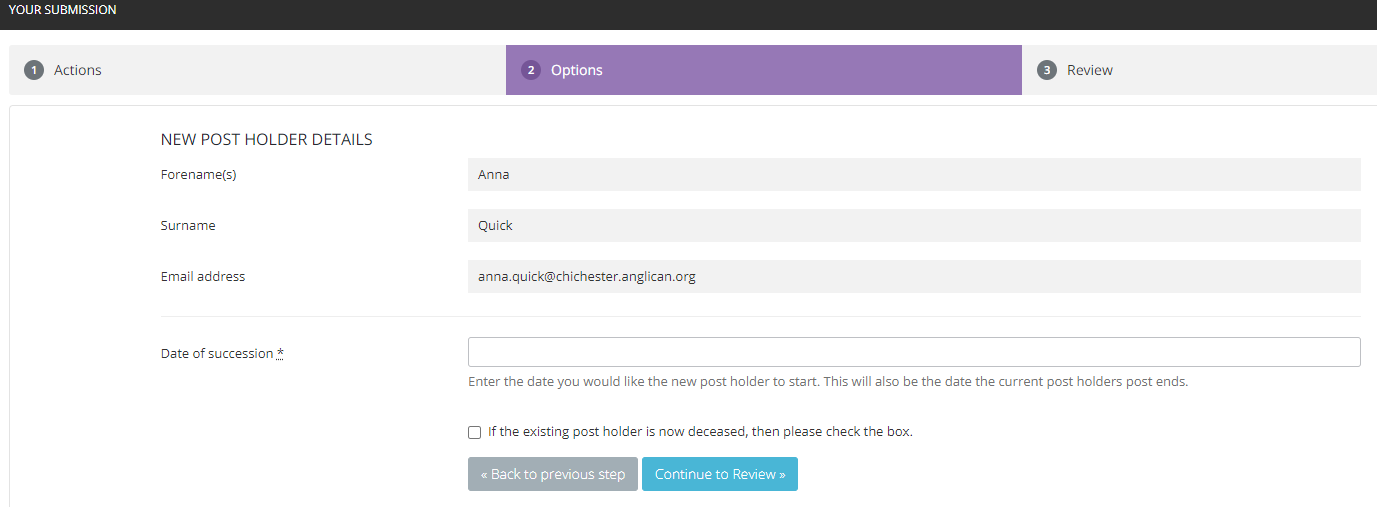 YOUR SUBMISSION
1 Actions
2 Options
3 Review
NEW POST HOLDER DETAILS
Forename(s) Anna
Surname Quick
Email address anna.quick@chichester.anglican.org
Date of succession *
Enter the date you would like the new post holder to start. This will also be the date the current post holders post ends.
If the existing post holder is now deceased, then please check the box.
« Back to previous step Continue to Review »